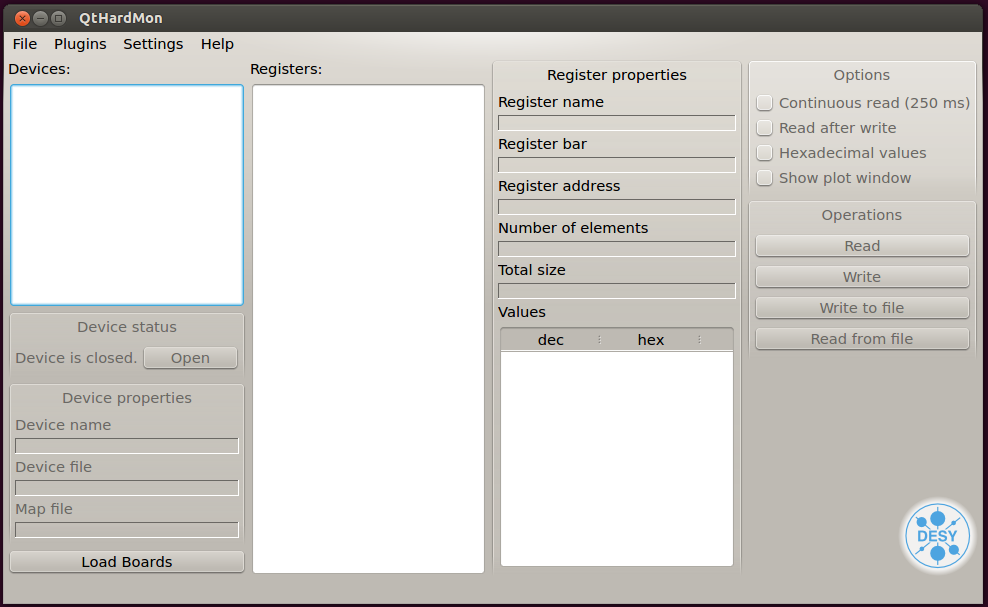 QtHardMon
File Plugins Settings Help
Devices:
Device status
Device is closed. Open
Device properties
Device name
Device file
Map file
Load Boards
Registers:
Register properties
Register name
Register bar
Register address
Number of elements
Total size
Values
dec hex
Options
Continuous read (250 ms)
Read after write
Hexadecimal values
Show plot window
Operations
Read
Write
Write to file
Read from file
DESY